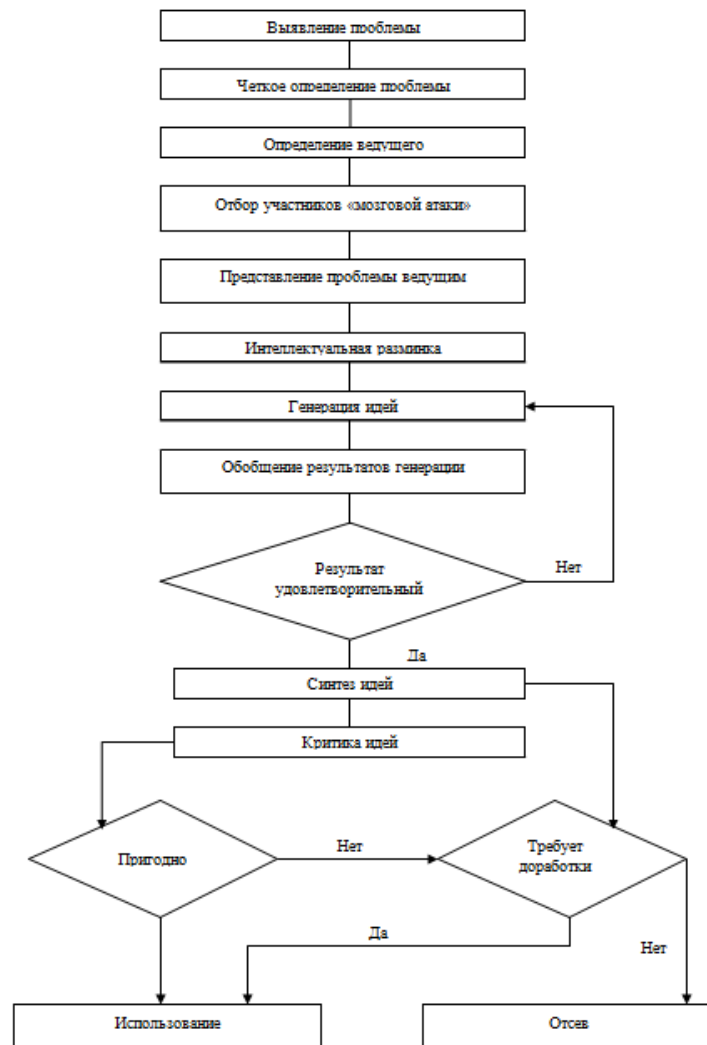 Выявление проблемы
Четкое определение проблемы
Определение ведущего
Отбор участников «мозговой атаки»
Представление проблемы ведущим
Интеллектуальная разминка
Генерация идей
Обобщение результатов генерации
Результат
удовлетворительный
Нет
Да
Синтез идей
Критика идей
Пригодно
Нет
Требует
доработки
Да
Нет
Использование
Отсев